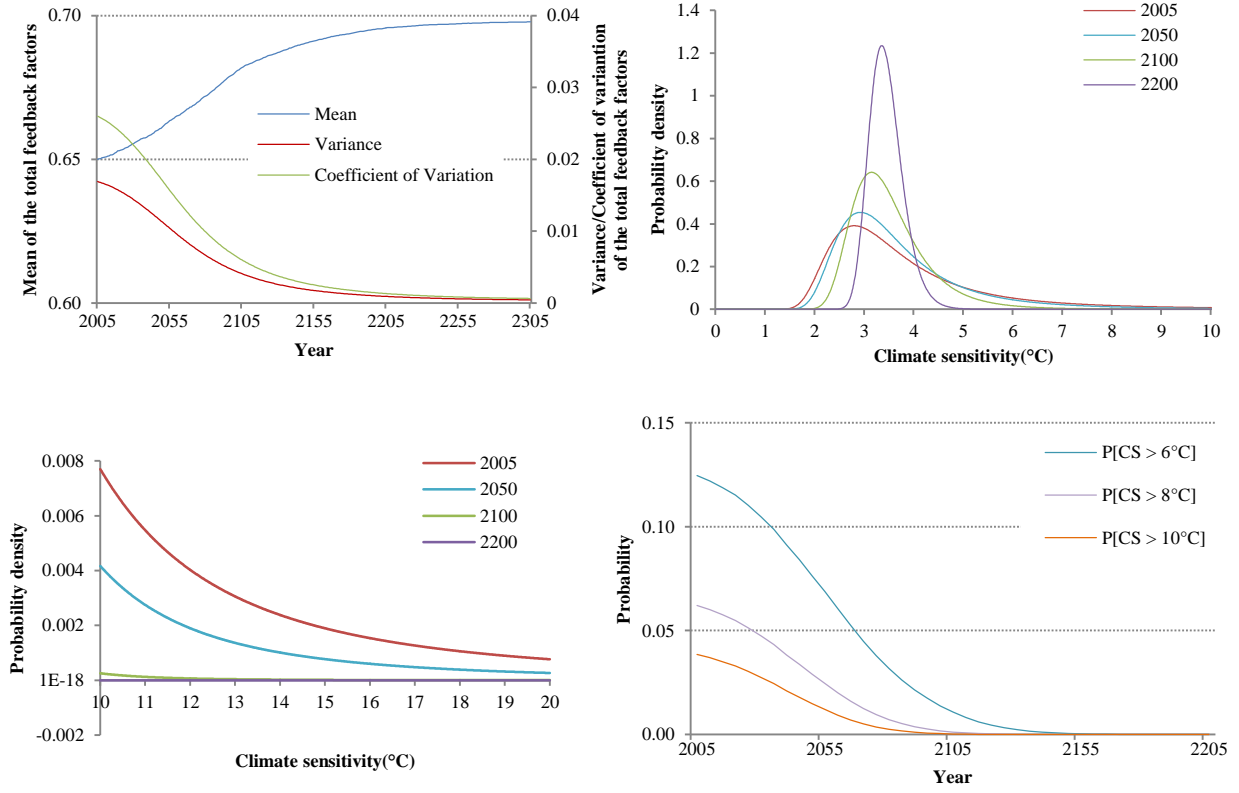 0.70
0.65
0.60
Mean of the total feedback factors
0.04
0.03
0.02
0.01
0
Variance/Coefficient of variantion
of the total feedback factors
Mean
Variance
Coefficient of Variation
2005 2055 2105 2155 2205 2255 2305
Year
1.4
1.2
1
0.8
0.6
0.4
0.2
0
Probability density
2005
2050
2100
2200
0 1 2 3 4 5 6 7 8 9 10
Climate sensitivity(°C)
0.008
0.006
0.004
0.002
1E-18
-0.002
Probability density
2005
2050
2100
2200
10 11 12 13 14 15 16 17 18 19 20
Climate sensitivity(°C)
0.15
0.10
0.05
0.00
Probability
P[CS > 6°C]
P[CS > 8°C]
P[CS > 10°C]
2005 2055 2105 2155 2205
Year